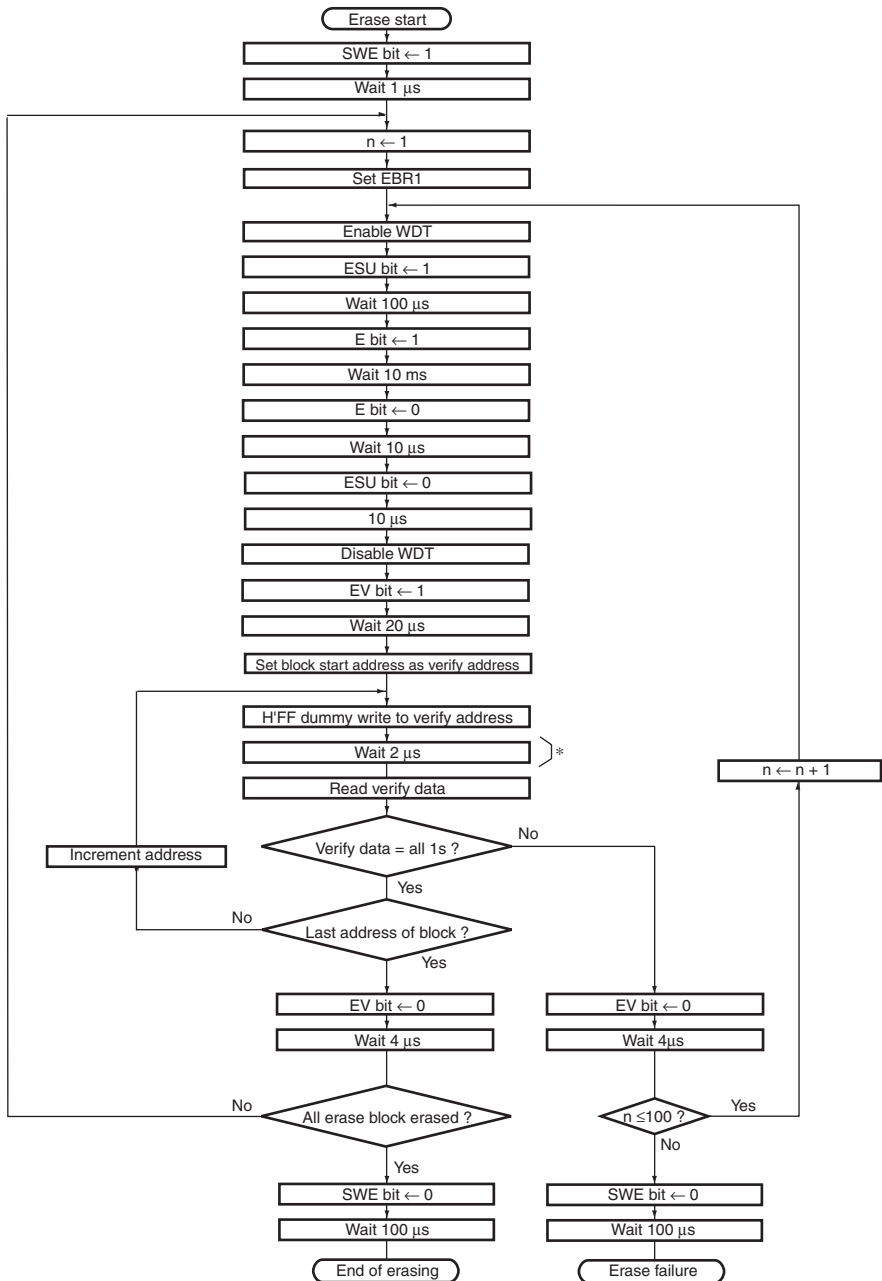 Erase start
SWE bit ← 1
Wait 1 μs
n ← 1
Set EBR1
Enable WDT
ESU bit ← 1
Wait 100 μs
E bit ← 1
Wait 10 ms
E bit ← 0
Wait 10 μs
ESU bit ← 0
10 μs
Disable WDT
EV bit ← 1
Wait 20 μs
Set block start address as verify address
H'FF dummy write to verify address
Wait 2 μs
*
n ← n + 1
Read verify data
Verify data = all 1s ?
No
Increment address
Yes
No
Last address of block ?
Yes
EV bit ← 0
EV bit ← 0
Wait 4 μs
Wait 4μs
No
All erase block erased ?
n ≤100 ?
Yes
Yes
No
SWE bit ← 0
SWE bit ← 0
Wait 100 μs
Wait 100 μs
End of erasing
Erase failure